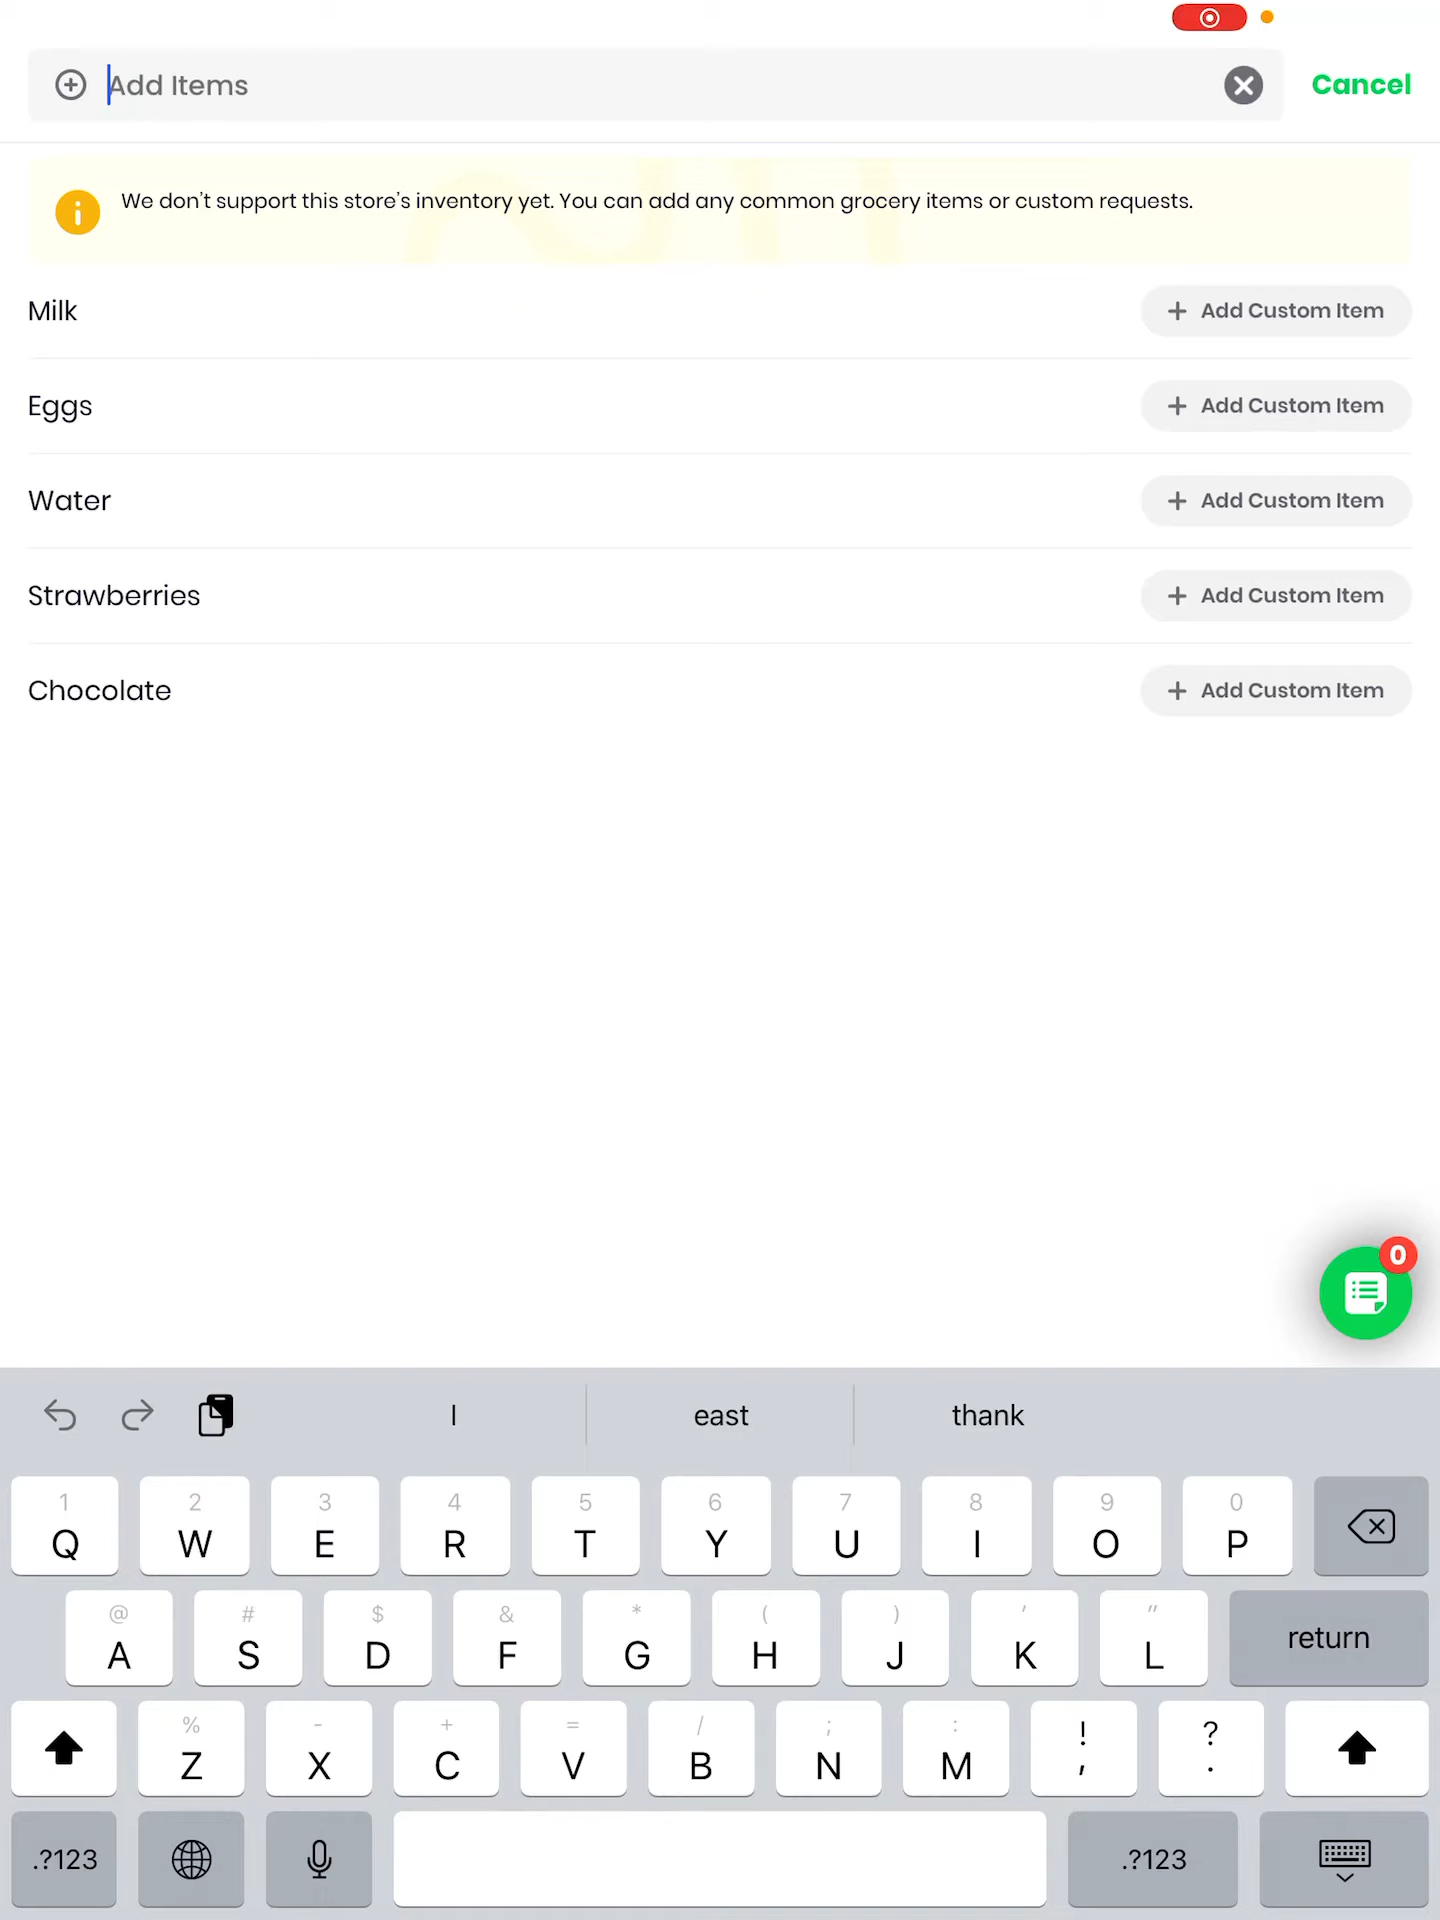 Add Items
Cancel
We don't support this store's inventory yet. You can add any common grocery items or custom requests.
Milk
+ Add Custom Item
Eggs
+ Add Custom Item
Water
+ Add Custom Item
Strawberries
+ Add Custom Item
Chocolate
+ Add Custom Item
0
I east thank
1 2 3 4 5 6 7 8 9 0
Q W E R T Y U I O P
@ # $ & * ( ) ' "
A S D F G H J K L return
% - + = / ; : ! ?
Z X C V B N M , .
.?123 .?123